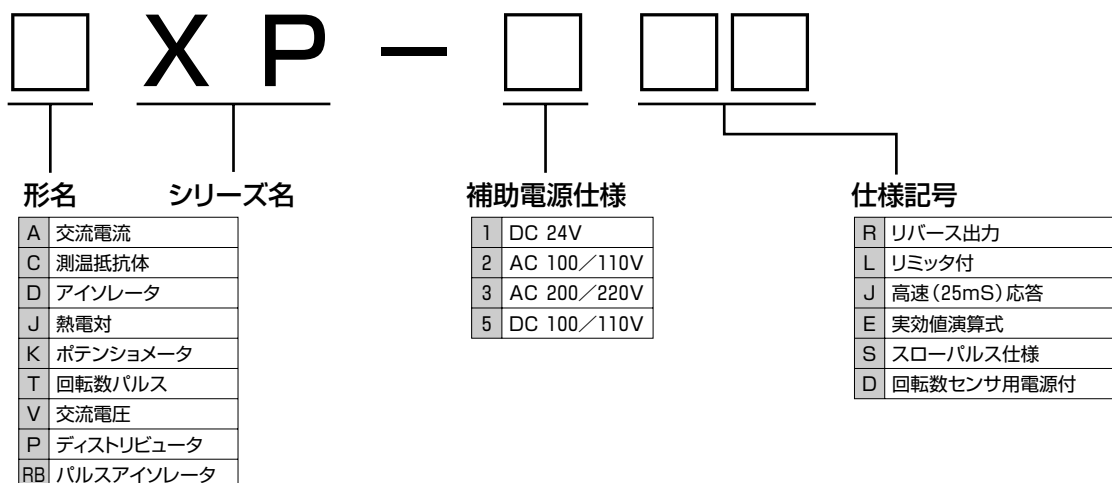 □ X P − □ □□
形名
A 交流電流
C 測温抵抗体
D アイソレータ
J 熱電対
K ポテンショメータ
T 回転数パルス
V 交流電圧
P ディストリビュータ
RB パルスアイソレータ
シリーズ名
補助電源仕様
1 DC 24V
2 AC 100／110V
3 AC 200／220V
5 DC 100／110V
仕様記号
R リバース出力
L リミッタ付
J 高速（25mS）応答
E 実効値演算式
S スローパルス仕様
D 回転数センサ用電源付